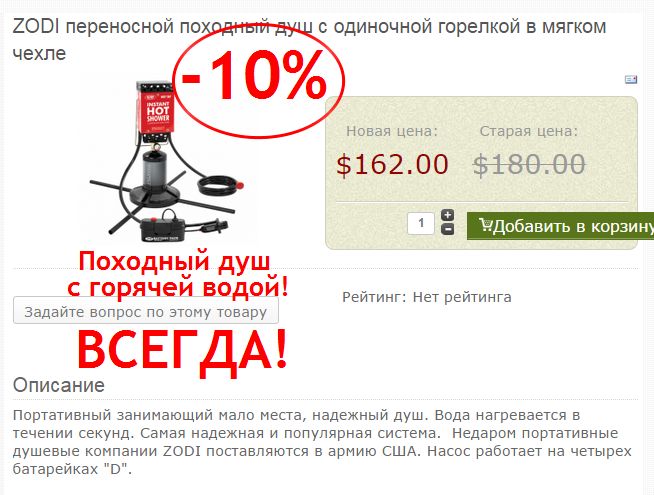 ZODI переносной походный душ с одиночной горелкой в мягком
чехле
-10%
INSTANT
HOT
SHOWER
Новая цена:
Старая цена:
$162.00
$180.00
1
+
-
Добавить в корзину
Походный душ
с горячей водой!
Рейтинг: Нет рейтинга
Задайте вопрос по этому товару
ВСЕГДА!
Описание
Портативный занимающий мало места, надежный душ. Вода нагревается в
течении секунд. Самая надежная и популярная система.  Недаром портативные
душевые компании ZODI поставляются в армию США. Насос работает на четырех
батарейках "D".